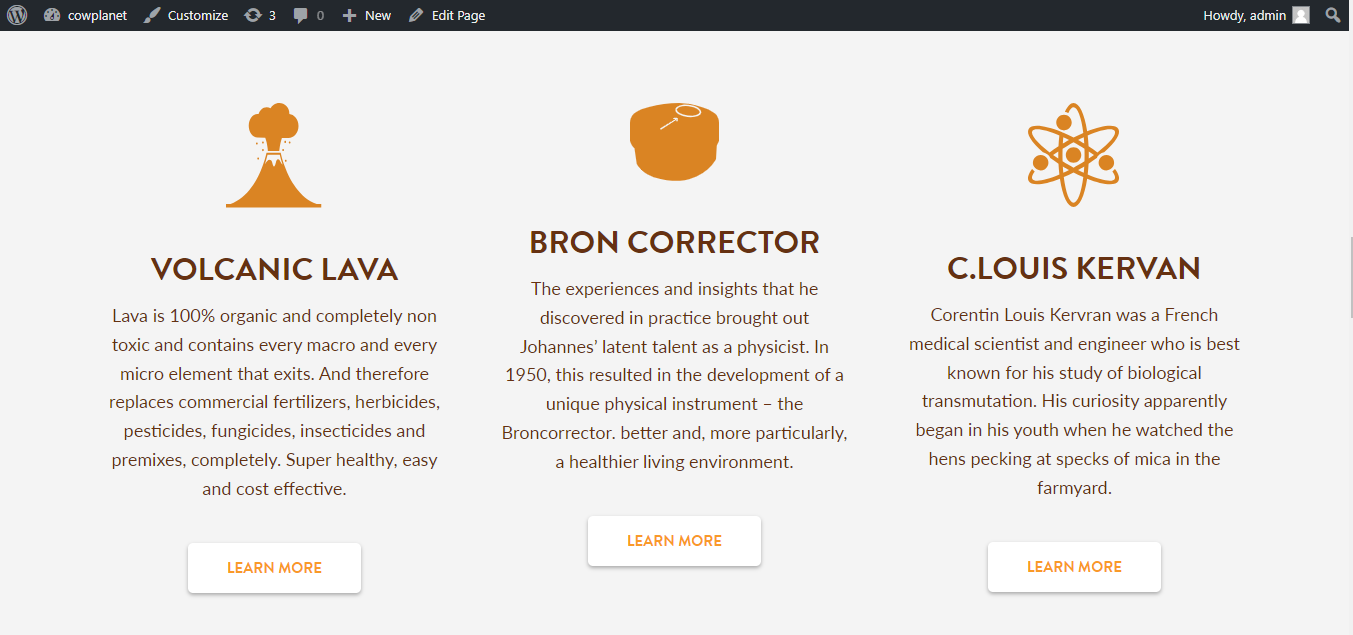 cowplanet Customize 3 0 New Edit Page Howdy, admin
VOLCANIC LAVA
Lava is 100% organic and completely non
toxic and contains every macro and every
micro element that exits. And therefore
replaces commercial fertilizers, herbicides,
pesticides, fungicides, insecticides and
premixes, completely. Super healthy, easy
and cost effective.
LEARN MORE
BRON CORRECTOR
The experiences and insights that he
discovered in practice brought out
Johannes’ latent talent as a physicist. In
1950, this resulted in the development of a
unique physical instrument – the
Broncorrector. better and, more particularly,
a healthier living environment.
LEARN MORE
C.LOUIS KERVAN
Corentin Louis Kervran was a French
medical scientist and engineer who is best
known for his study of biological
transmutation. His curiosity apparently
began in his youth when he watched the
hens pecking at specks of mica in the
farmyard.
LEARN MORE